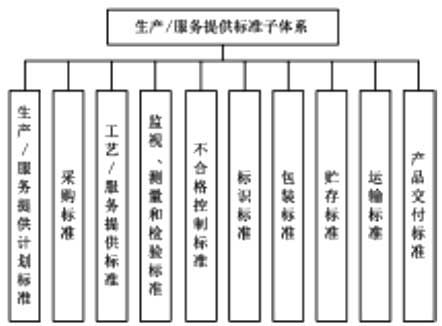 生产/服务提供标准子体系
生产/服务提供计划标准
采购标准
工艺/服务提供标准
监视、测量和检验标准
不合格控制标准
标识标准
包装标准
贮存标准
运输标准
产品交付标准